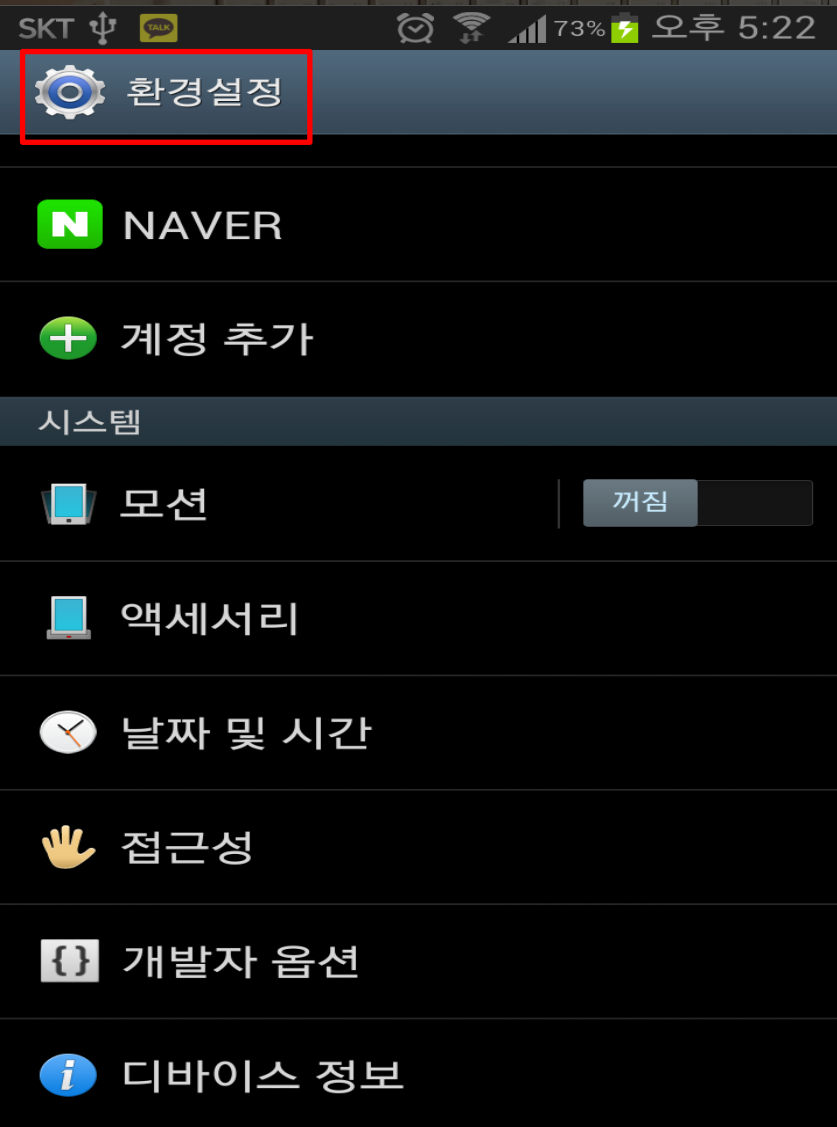 SKT TALK 73% 오후 5:22
환경설정
N NAVER
계정 추가
시스템
모션 꺼짐
액세서리
날짜 및 시간
접근성
{} 개발자 옵션
i 디바이스 정보